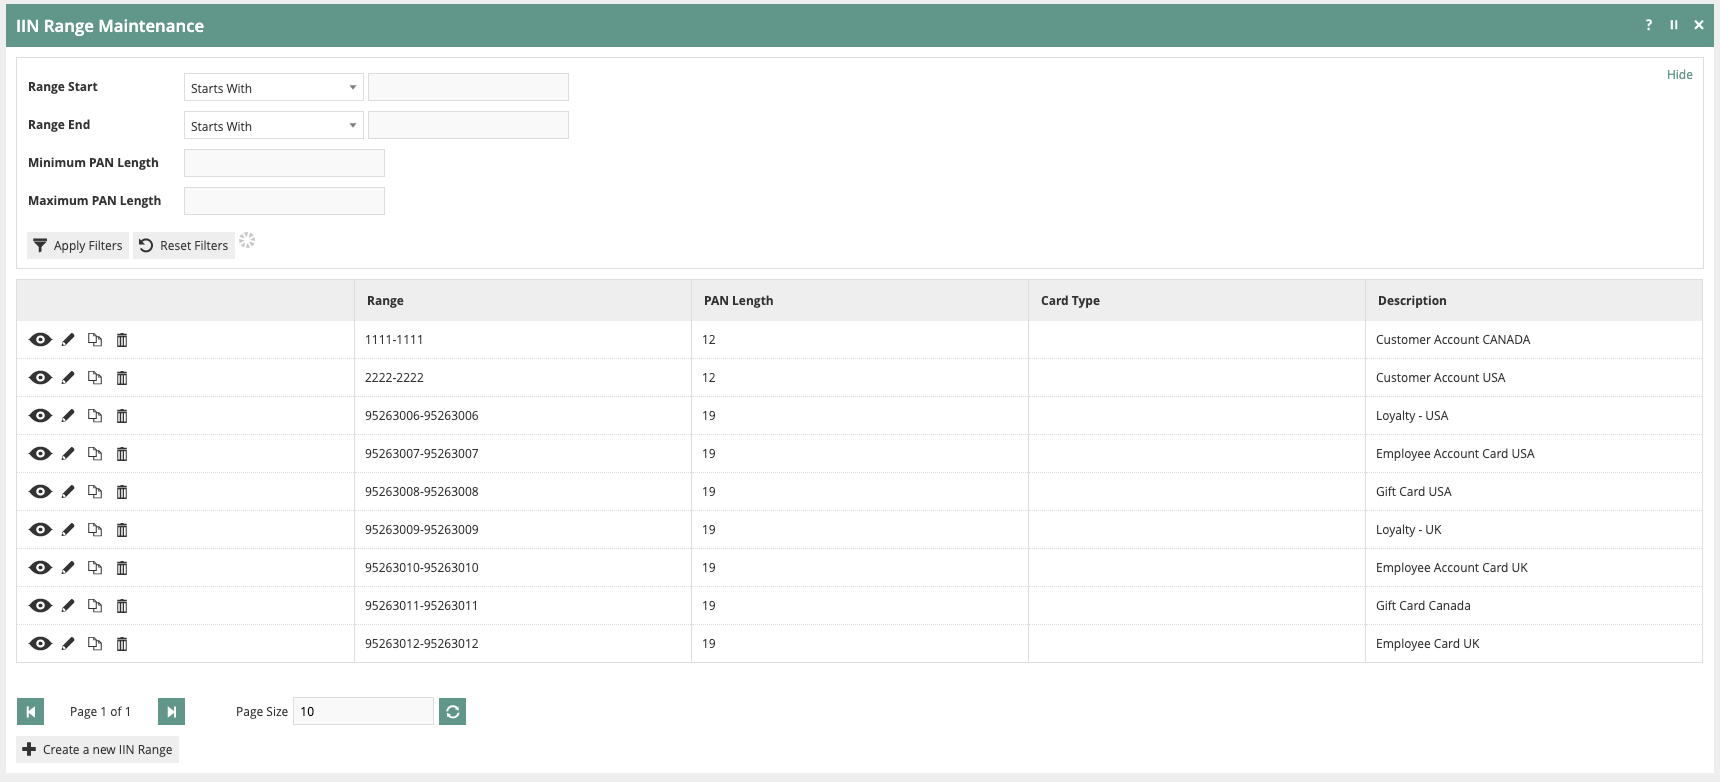 IIN Range Maintenance ? II ×
Hide
Range Start Starts With
Range End Starts With
Minimum PAN Length
Maximum PAN Length
Apply Filters Reset Filters
Range PAN Length Card Type Description
1111-1111 12 Customer Account CANADA
2222-2222 12 Customer Account USA
95263006-95263006 19 Loyalty - USA
95263007-95263007 19 Employee Account Card USA
95263008-95263008 19 Gift Card USA
95263009-95263009 19 Loyalty - UK
95263010-95263010 19 Employee Account Card UK
95263011-95263011 19 Gift Card Canada
95263012-95263012 19 Employee Card UK
Page 1 of 1 Page Size 10
Create a new IIN Range